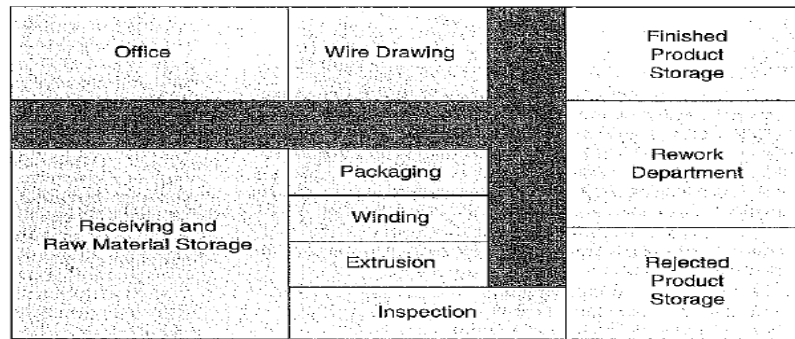 Office
Wire Drawing
Finished
Product
Storage
Packaging
Rework
Department
Receiving and
Raw Material Storage
Winding
Extrusion
Rejected
Product
Storage
Inspection